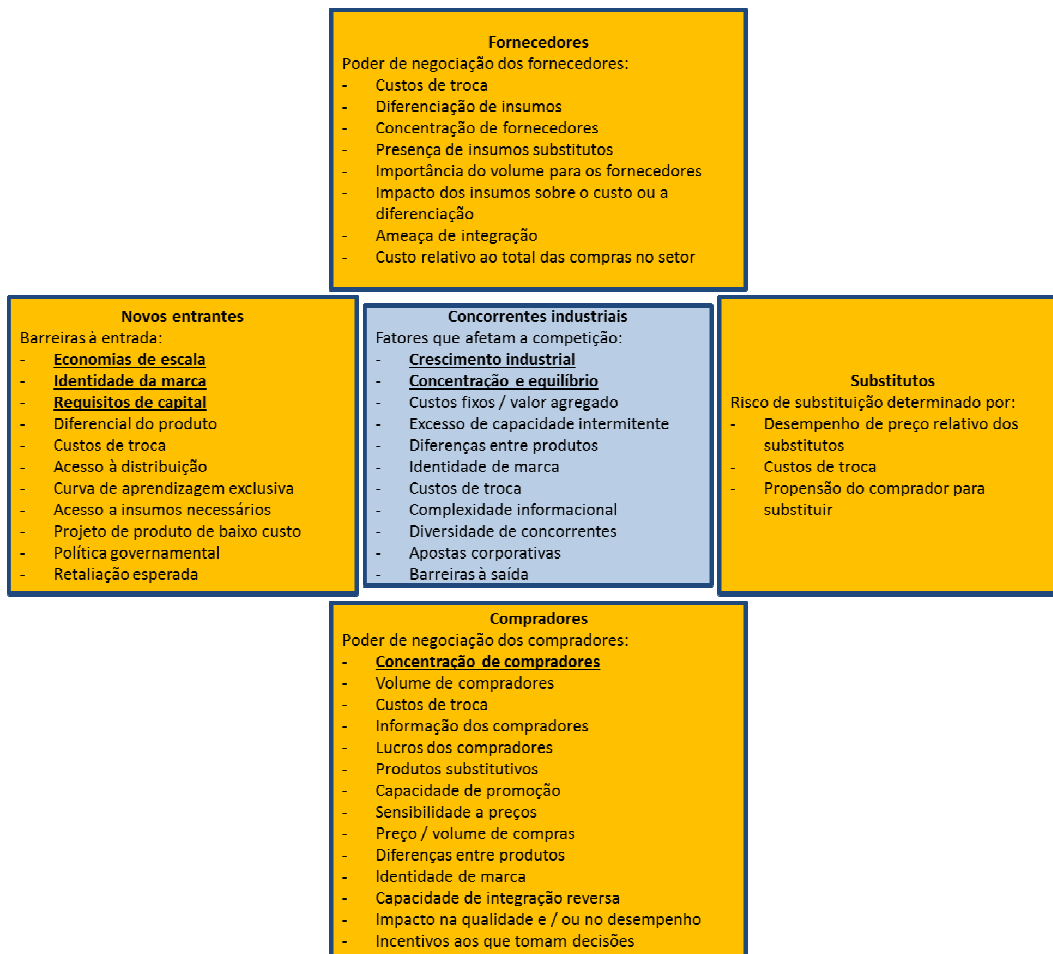 Fornecedores
Poder de negociação dos fornecedores:
- Custos de troca
- Diferenciação de insumos
- Concentração de fornecedores
- Presença de insumos substitutos
- Importância do volume para os fornecedores
- Impacto dos insumos sobre o custo ou a
diferenciação
- Ameaça de integração
- Custo relativo ao total das compras no setor
Novos entrantes
Barreiras à entrada:
- Economias de escala
- Identidade da marca
- Requisitos de capital
- Diferencial do produto
- Custos de troca
- Acesso à distribuição
- Curva de aprendizagem exclusiva
- Acesso a insumos necessários
- Projeto de produto de baixo custo
- Política governamental
- Retaliação esperada
Concorrentes industriais
Fatores que afetam a competição:
- Crescimento industrial
- Concentração e equilíbrio
- Custos fixos / valor agregado
- Excesso de capacidade intermitente
- Diferenças entre produtos
- Identidade de marca
- Custos de troca
- Complexidade informacional
- Diversidade de concorrentes
- Apostas corporativas
- Barreiras à saída
Substitutos
Risco de substituição determinado por:
- Desempenho de preço relativo dos
substitutos
- Custos de troca
- Propensão do comprador para
substituir
Compradores
Poder de negociação dos compradores:
- Concentração de compradores
- Volume de compradores
- Custos de troca
- Informação dos compradores
- Lucros dos compradores
- Produtos substitutivos
- Capacidade de promoção
- Sensibilidade a preços
- Preço / volume de compras
- Diferenças entre produtos
- Identidade de marca
- Capacidade de integração reversa
- Impacto na qualidade e / ou no desempenho
- Incentivos aos que tomam decisões